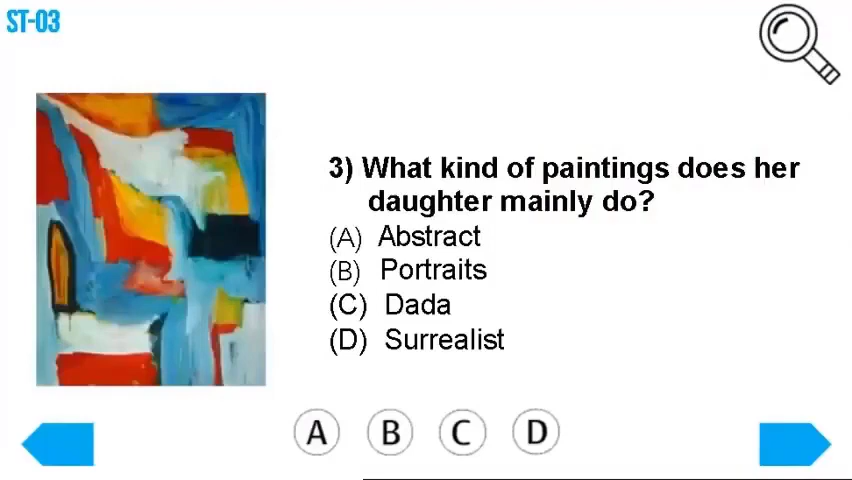 ST-03
3) What kind of paintings does her
daughter mainly do?
(A) Abstract
(B) Portraits
(C) Dada
(D) Surrealist
A B C D